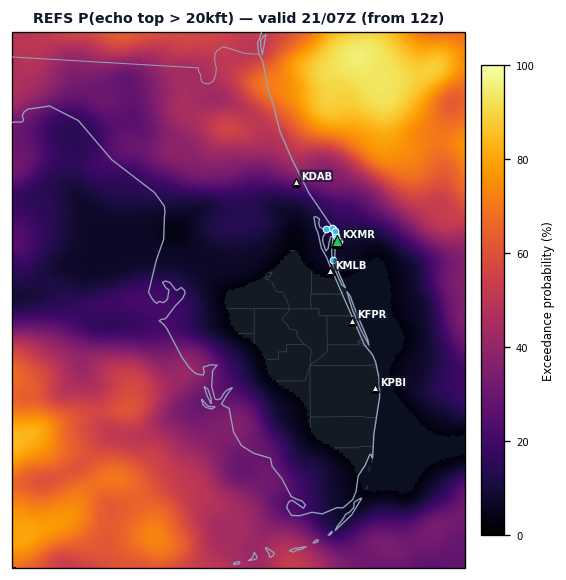 REFS P(echo top > 20kft) — valid 21/07Z (from 12z)
KDAB
KXMR
KMLB
KFPR
KPBI
100
80
60
40
20
0
Exceedance probability (%)